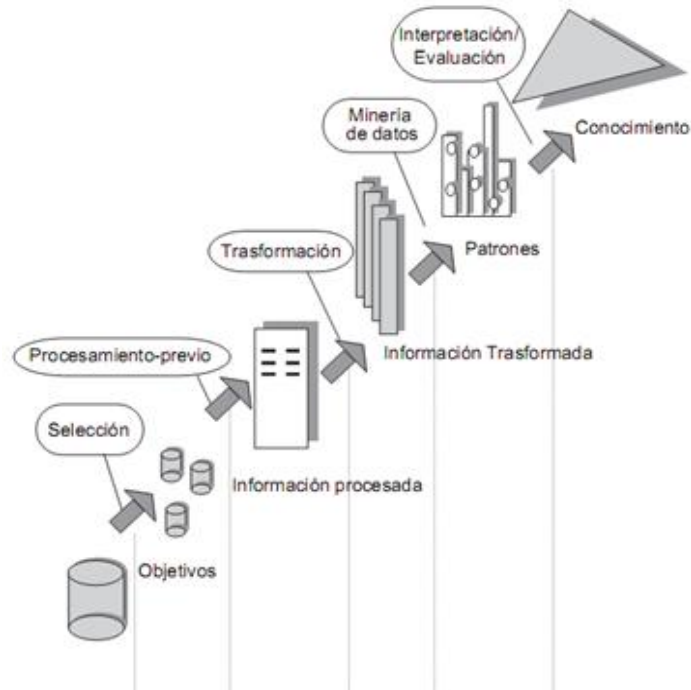 Interpretación/
Evaluación
Conocimiento
Minería
de datos
Patrones
Trasformación
Información Trasformada
Procesamiento-previo
Selección
Información procesada
Objetivos